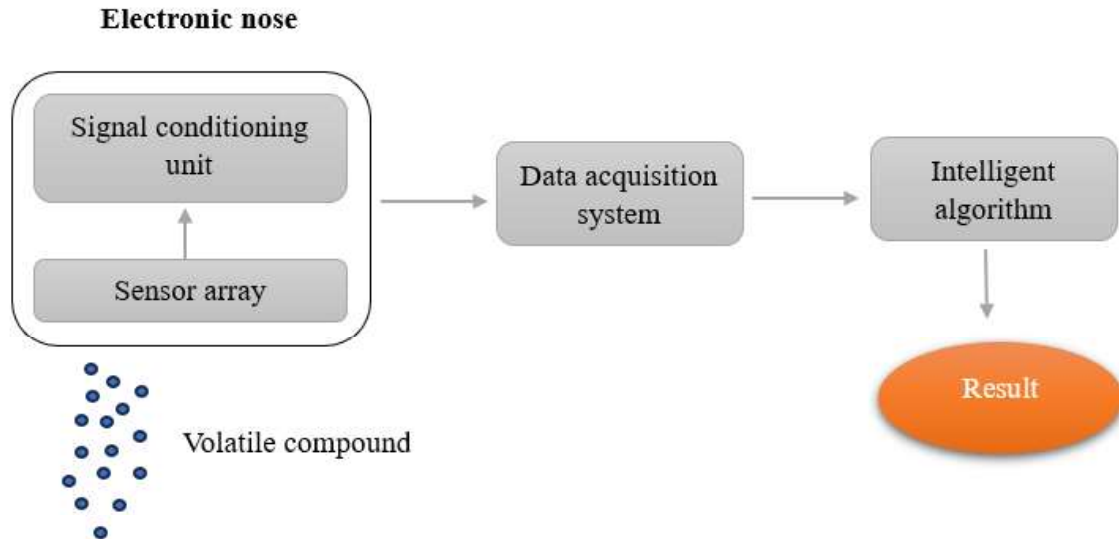 Electronic nose
Signal conditioning
unit
Sensor array
Volatile compound
Data acquisition
system
Intelligent
algorithm
Result